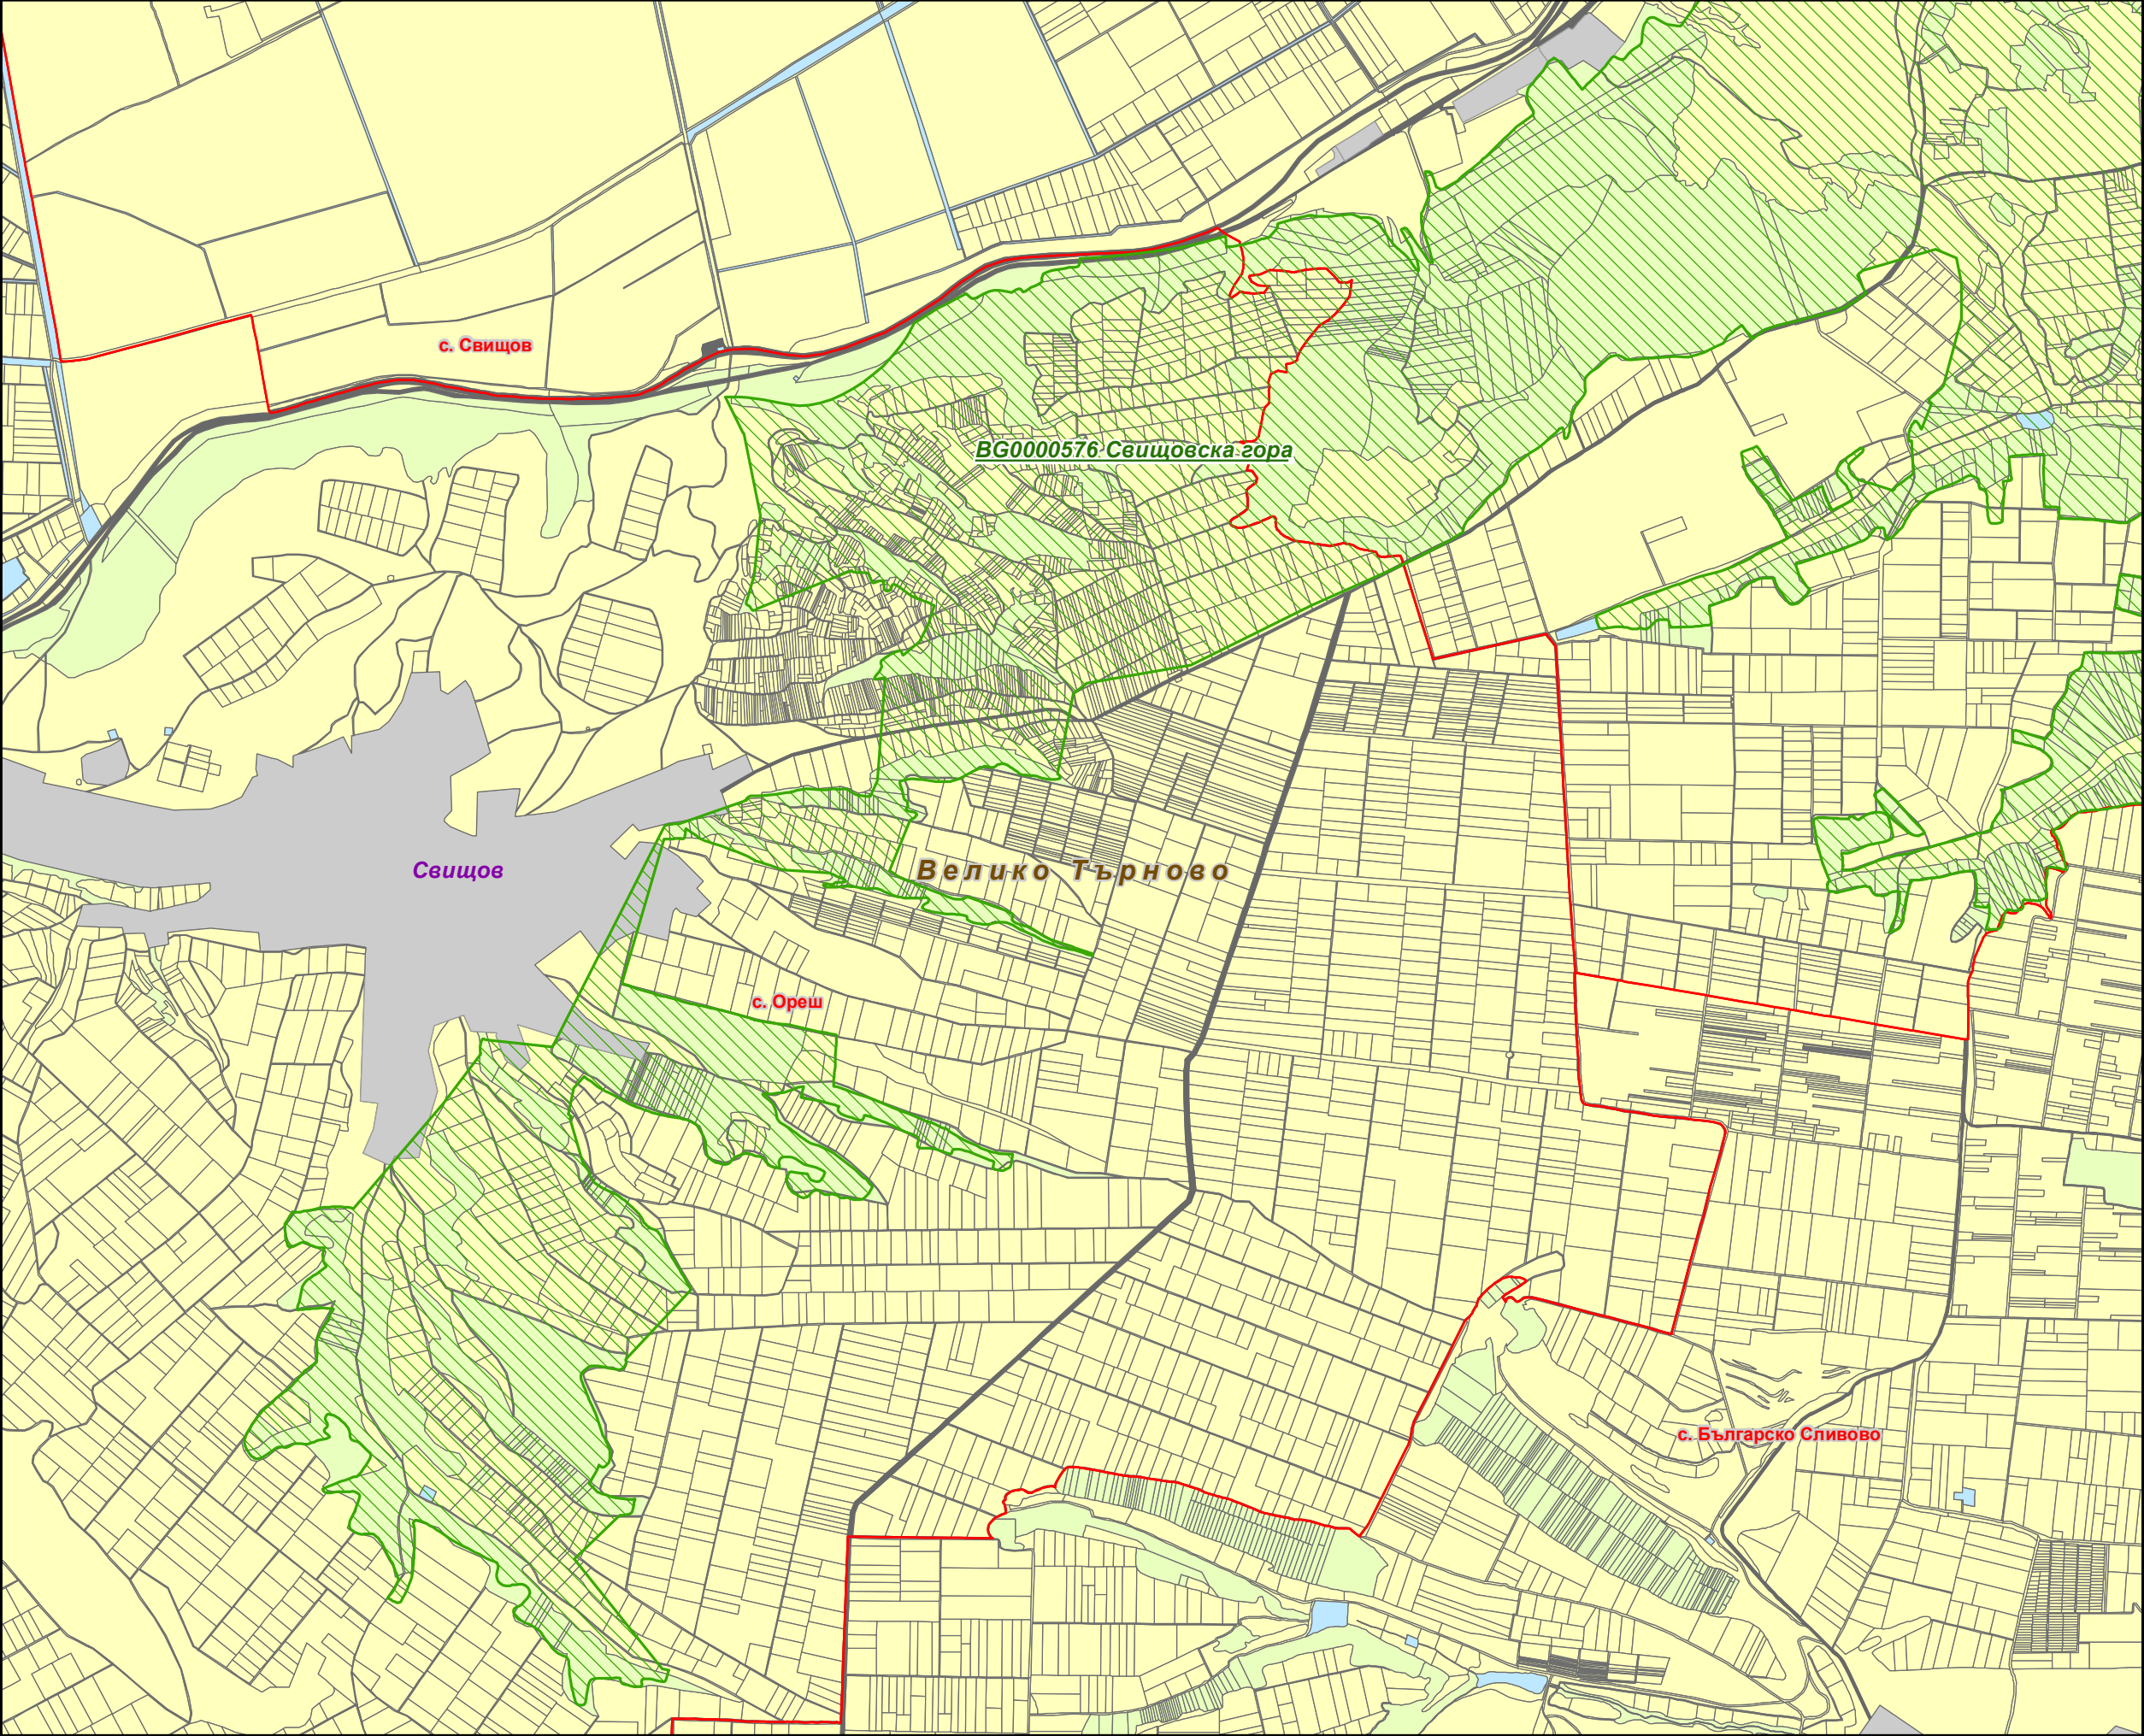 с. Свищов
BG0000576 Свищовска гора
Свищов
Велико Търново
с. Ореш
с. Българско Сливово